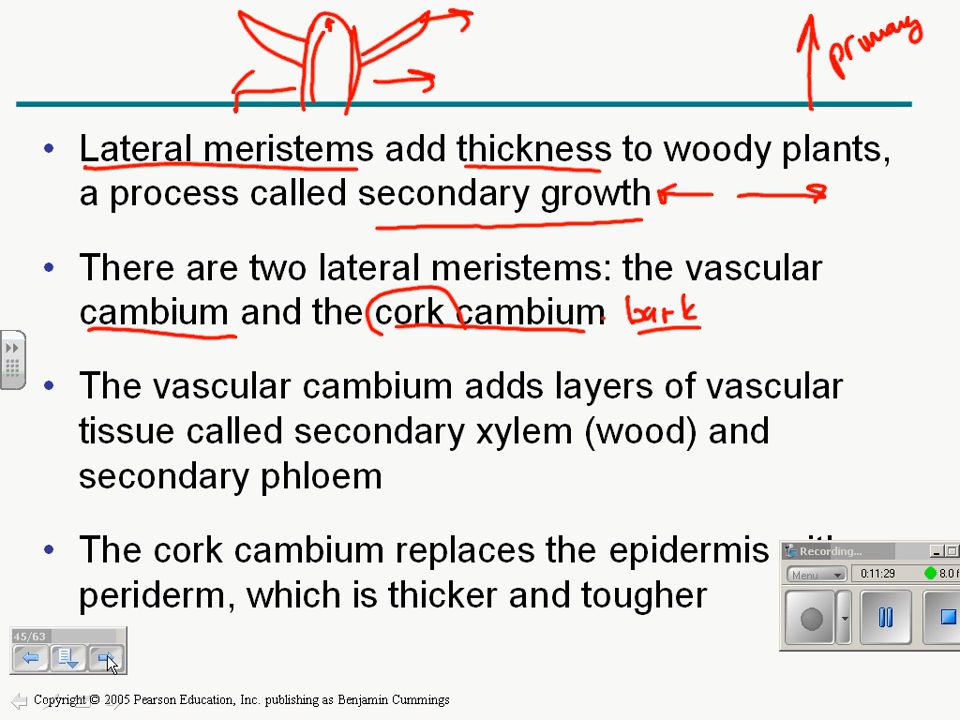 primary
• Lateral meristems add thickness to woody plants,
a process called secondary growth
• There are two lateral meristems: the vascular
cambium and the cork cambium bark
• The vascular cambium adds layers of vascular
tissue called secondary xylem (wood) and
secondary phloem
• The cork cambium replaces the epidermis
periderm, which is thicker and tougher
Recording...
Menu 0:11:29 8.0
45/63
Copyright © 2005 Pearson Education, Inc. publishing as Benjamin Cummings